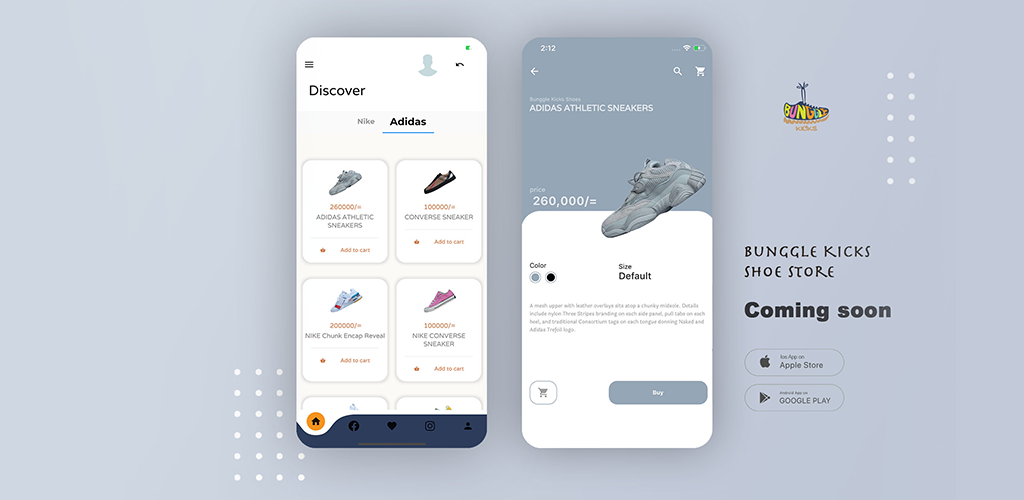 Discover
Nike
Adidas
260000/=
ADIDAS ATHLETIC
SNEAKERS
Add to cart
100000/=
CONVERSE SNEAKER
Add to cart
200000/=
NIKE Chunk Encap Reveal
Add to cart
100000/=
NIKE CONVERSE
SNEAKER
Add to cart
2:12
Bunggle Kicks Shoes
ADIDAS ATHLETIC SNEAKERS
price
260,000/=
Color
Size
Default
A mesh upper with leather overlays sits atop a chunky midsole. Details
include nylon Three Stripes branding on each side panel, pull tabs on each
heel, and traditional Consortium tags on each tongue donning Naked and
Adidas Trefoil logo.
Buy
BUNGGLE
BUNGGLE KICKS
SHOE STORE
Coming soon
Ios App on
Apple Store
Android App on
GOOGLE PLAY